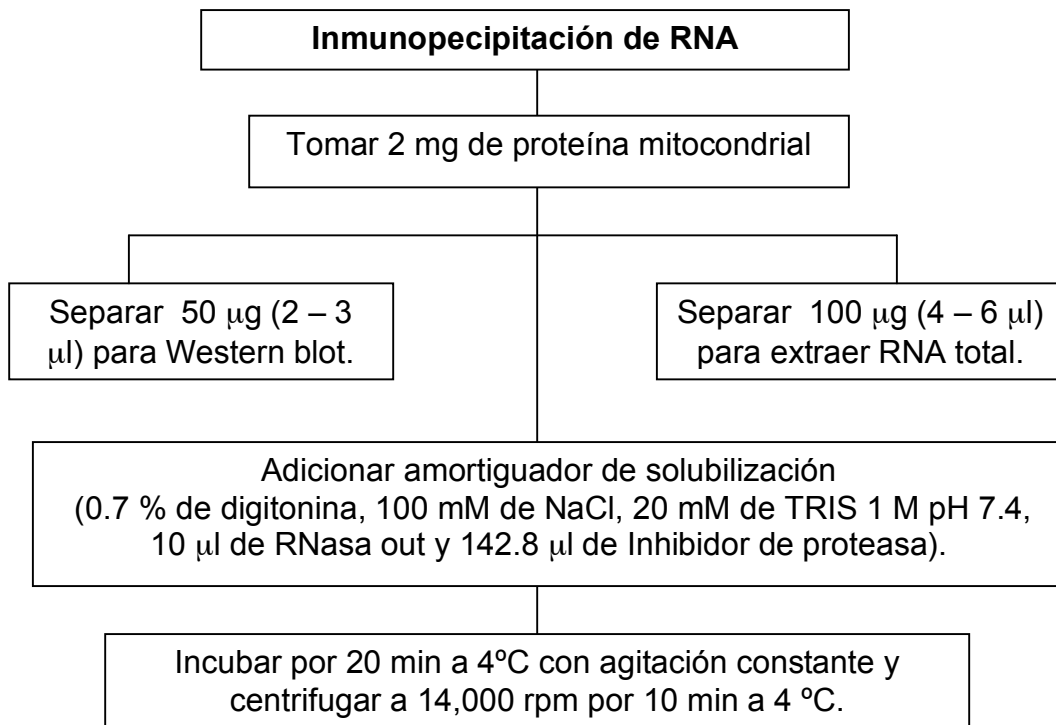 Inmunopecipitación de RNA
Tomar 2 mg de proteína mitocondrial
Separar 50 μg (2 – 3
μl) para Western blot.
Separar 100 μg (4 – 6 μl)
para extraer RNA total.
Adicionar amortiguador de solubilización
(0.7 % de digitonina, 100 mM de NaCl, 20 mM de TRIS 1 M pH 7.4,
10 μl de RNasa out y 142.8 μl de Inhibidor de proteasa).
Incubar por 20 min a 4ºC con agitación constante y
centrifugar a 14,000 rpm por 10 min a 4 ºC.